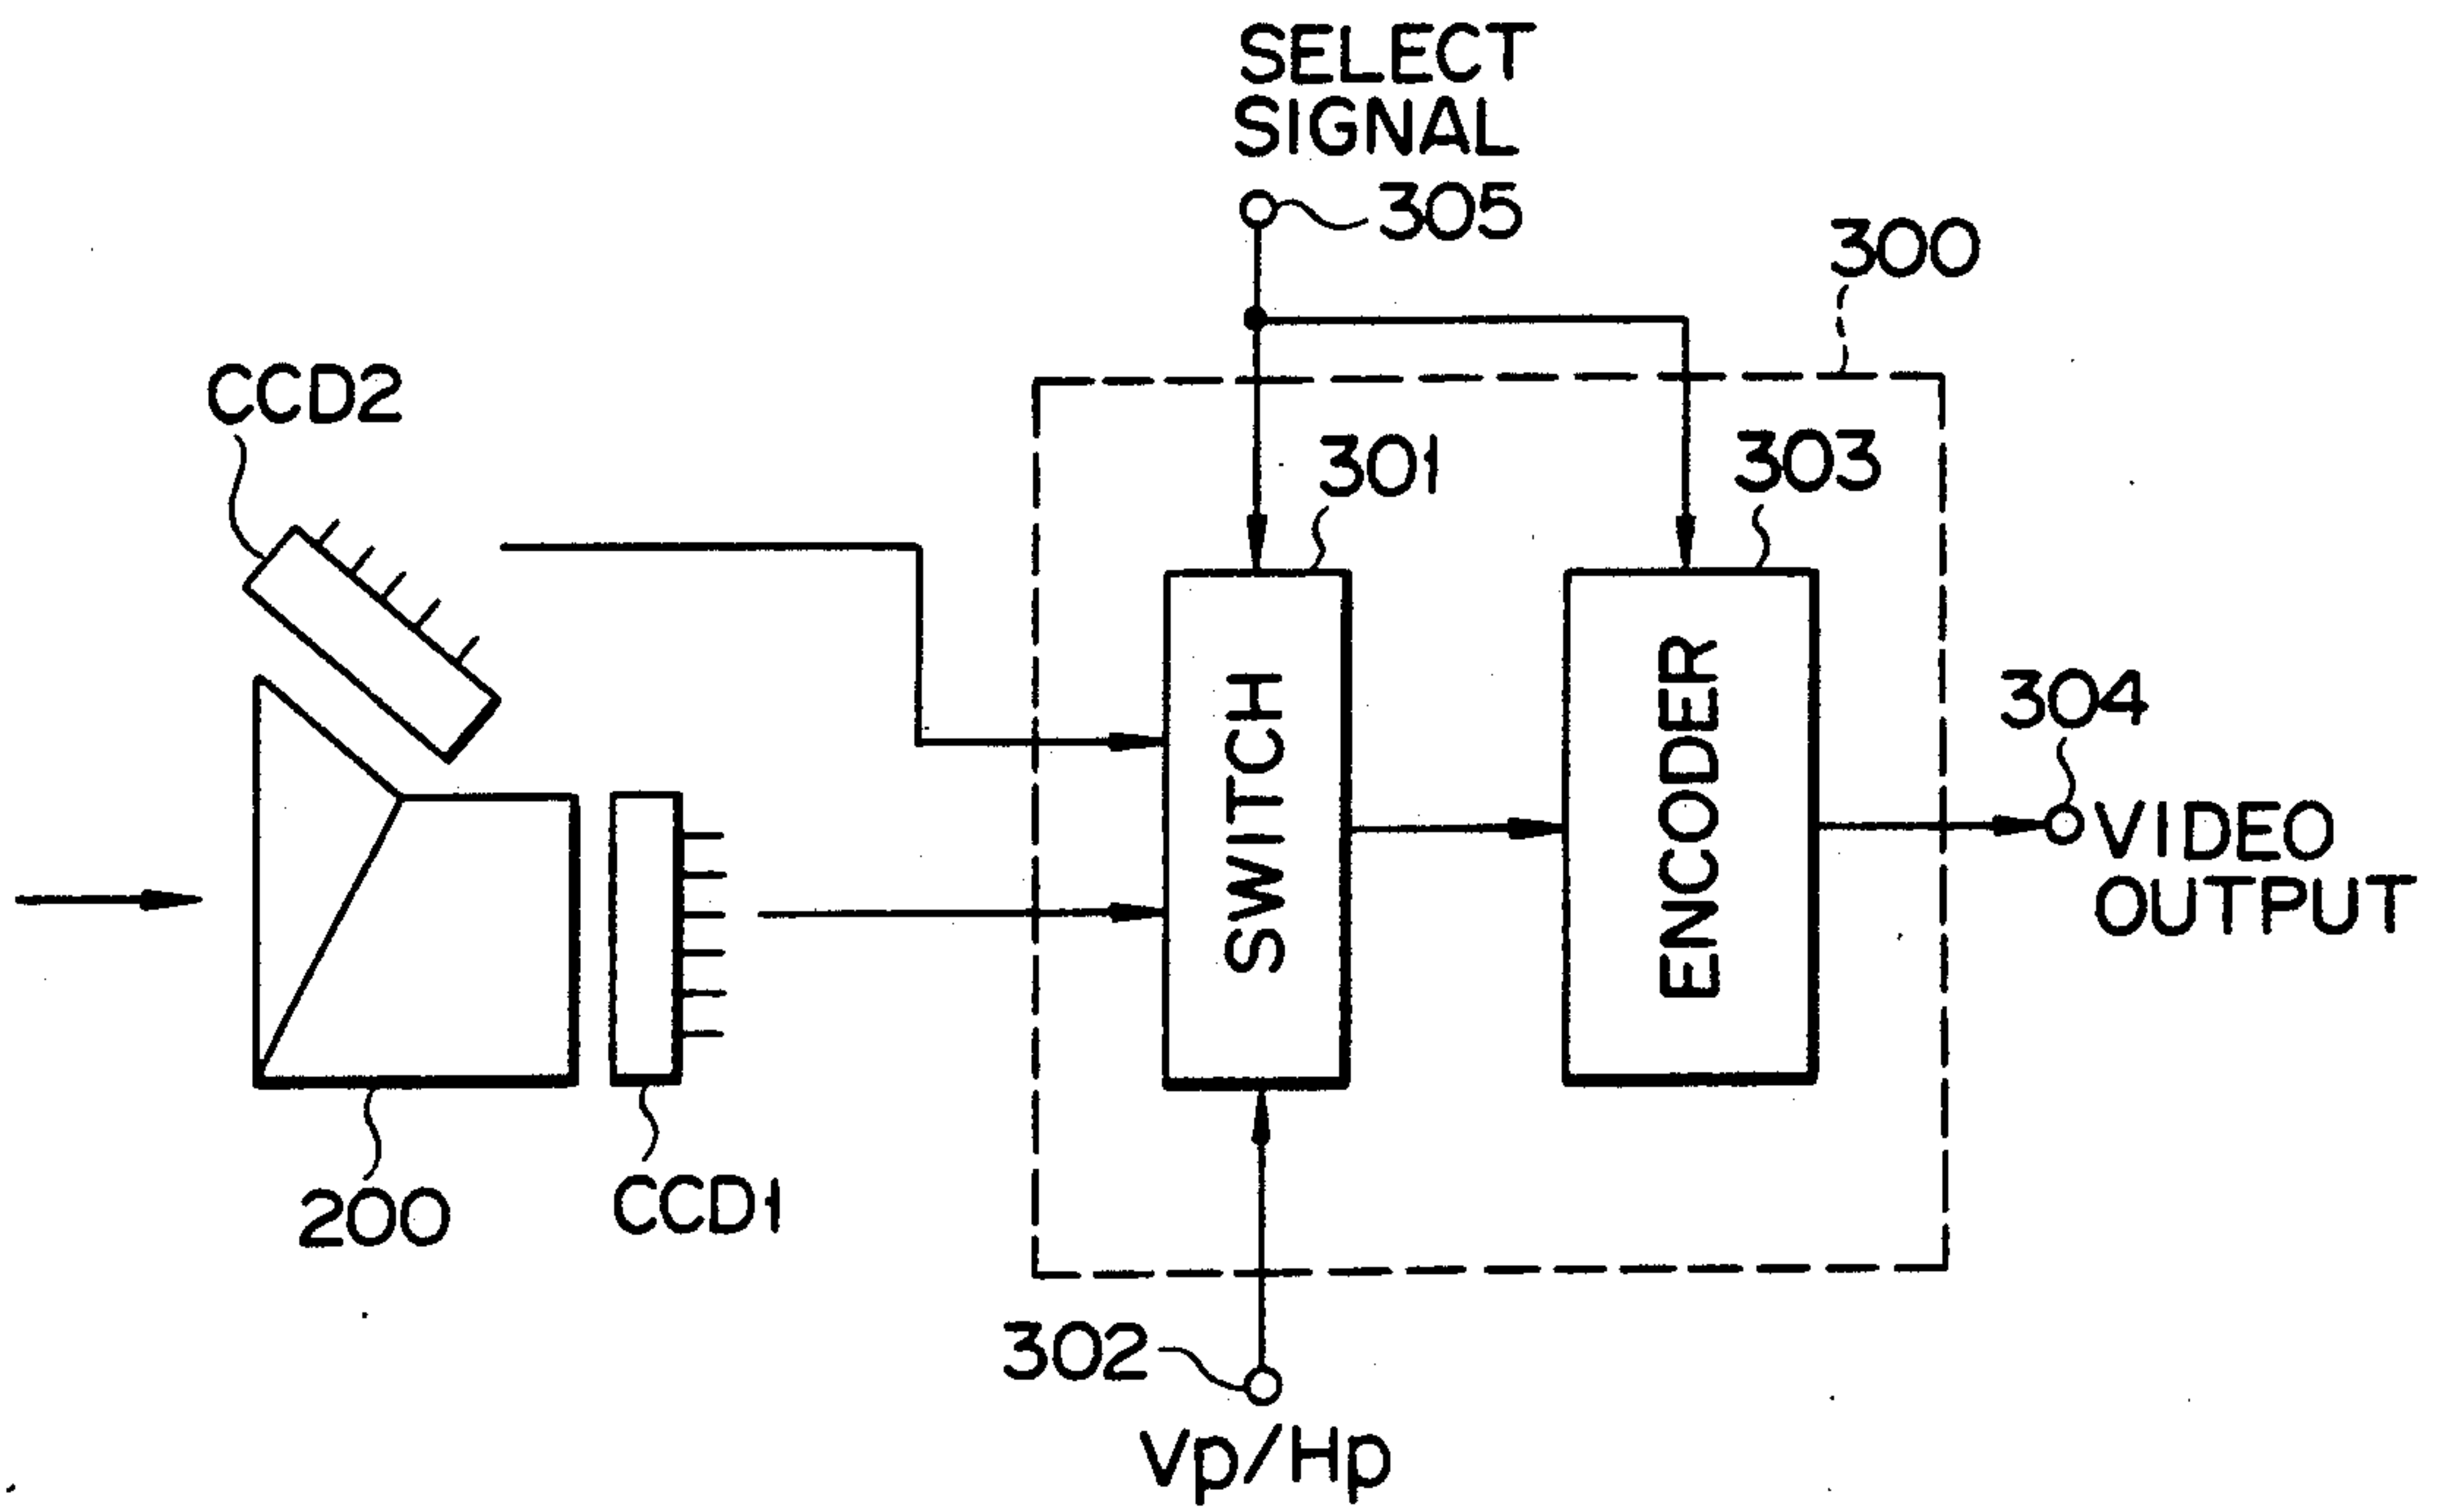 SELECT
SIGNAL
305
300
CCD2
301
303
SWITCH
ENCODER
304
VIDEO
OUTPUT
200
CCD1
302
Vp/Hp